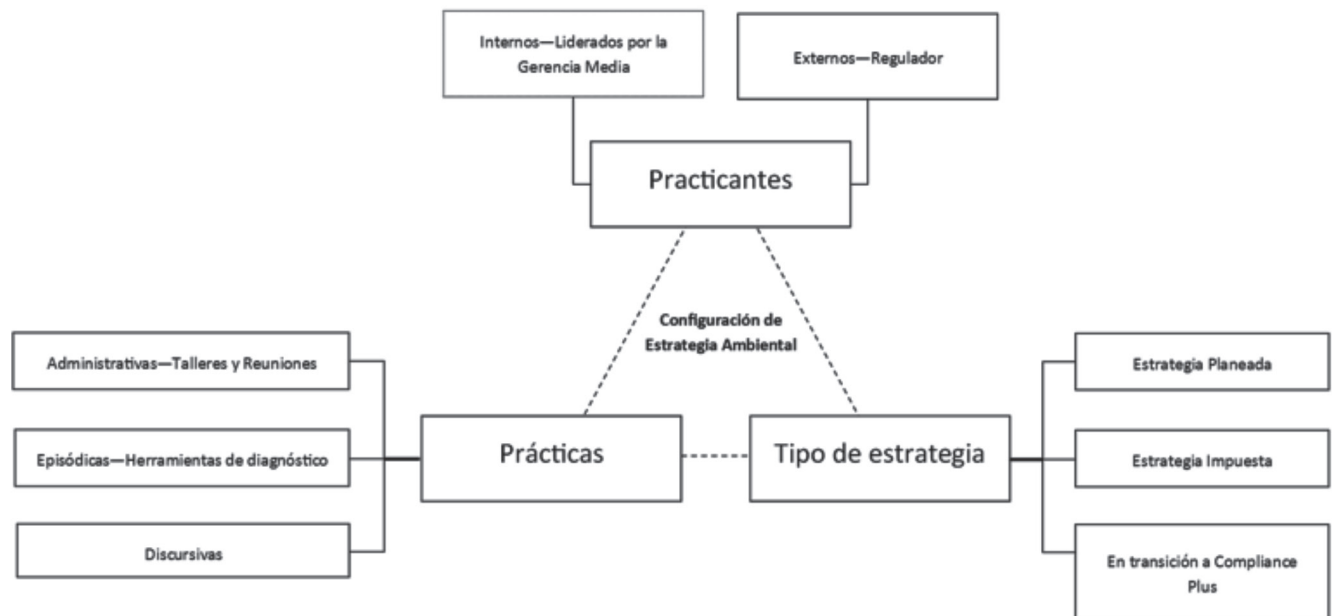 Internos—Liderados por la
Gerencia Media
Externos—Regulador
Practicantes
Configuración de
Estrategia Ambiental
Administrativas—Talleres y Reuniones
Episódicas—Herramientas de diagnóstico
Discursivas
Prácticas
Tipo de estrategia
Estrategia Planeada
Estrategia Impuesta
En transición a Compliance
Plus